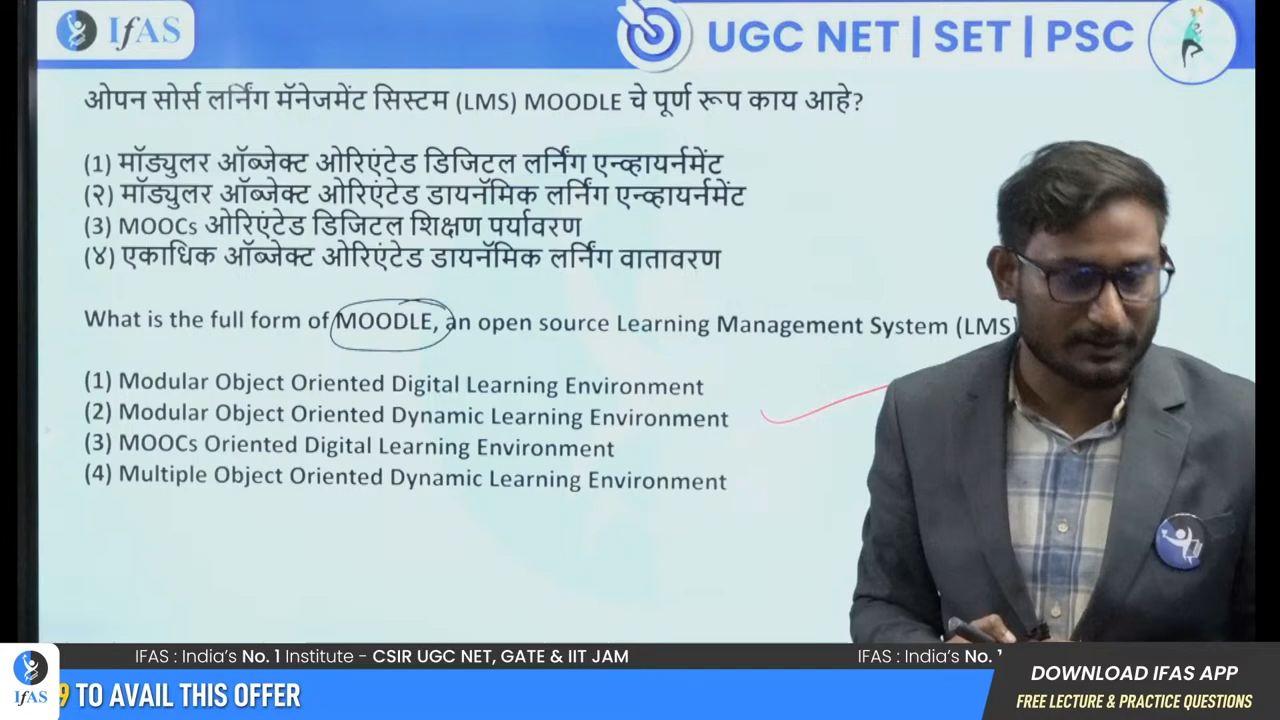 IfAS
UGC NET | SET | PSC
ओपन सोर्स लर्निंग मॅनेजमेंट सिस्टम (LMS) MOODLE चे पूर्ण रूप काय आहे?
(1) मॉड्युलर ऑब्जेक्ट ओरिएंटेड डिजिटल लर्निंग एन्व्हायर्नमेंट
(२) मॉड्युलर ऑब्जेक्ट ओरिएंटेड डायनॅमिक लर्निंग एन्व्हायर्नमेंट
(3) MOOCs ओरिएंटेड डिजिटल शिक्षण पर्यावरण
(४) एकाधिक ऑब्जेक्ट ओरिएंटेड डायनॅमिक लर्निंग वातावरण
What is the full form of MOODLE, an open source Learning Management System (LMS)
(1) Modular Object Oriented Digital Learning Environment
(2) Modular Object Oriented Dynamic Learning Environment
(3) MOOCs Oriented Digital Learning Environment
(4) Multiple Object Oriented Dynamic Learning Environment
IFAS : India's No. 1 Institute – CSIR UGC NET, GATE & IIT JAM
IFAS : India's No. 1
DOWNLOAD IFAS APP
FREE LECTURE & PRACTICE QUESTIONS
IfAS
9 TO AVAIL THIS OFFER